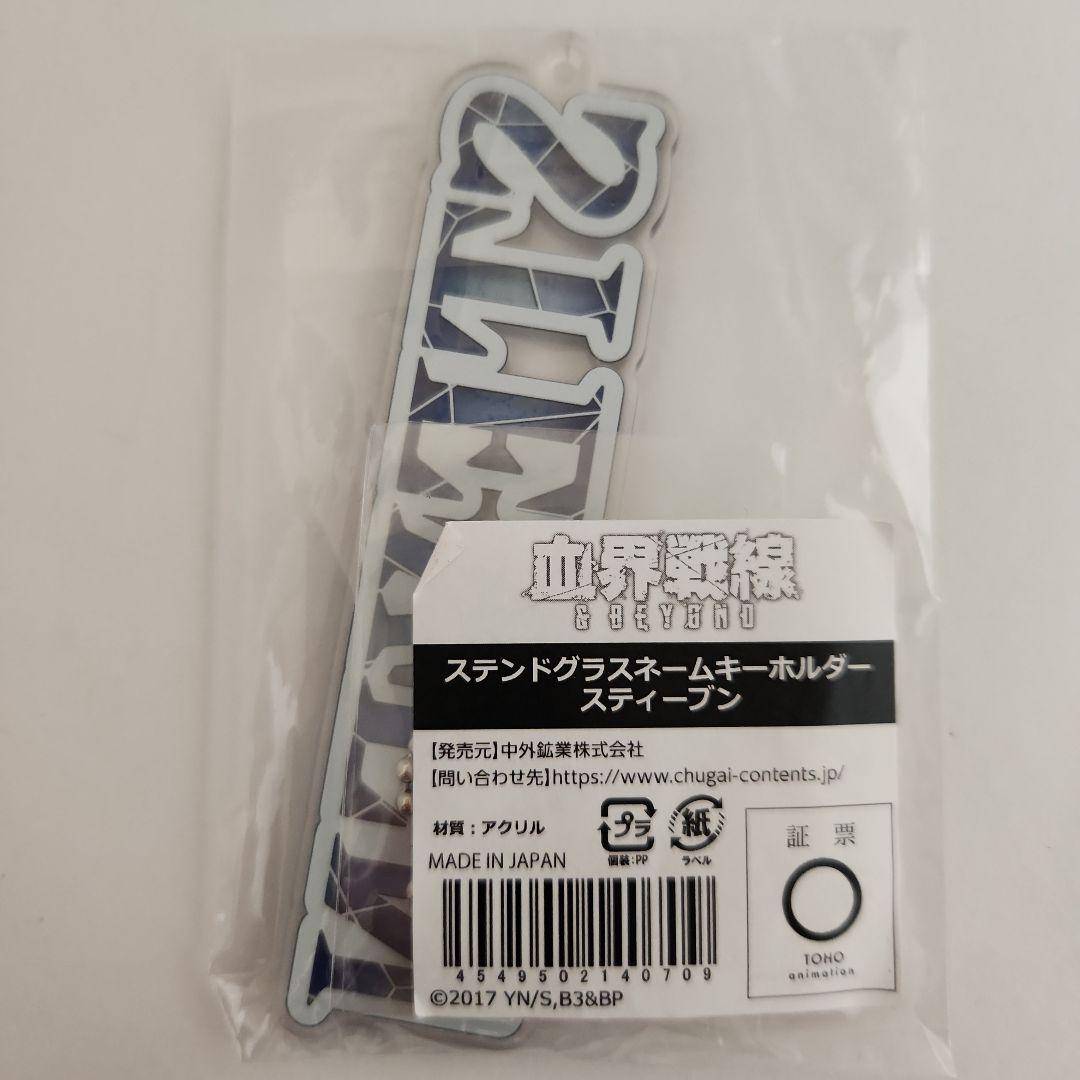 血界戦線
& BEYOND
ステンドグラスネームキーホルダー
スティーブン
【発売元】中外鉱業株式会社
【問い合わせ先】https://www.chugai-contents.jp/
材質：アクリル
プラ
個装：PP
紙
ラベル
MADE IN JAPAN
4549502140709
©2017 YN/S,B3&BP
証票
TOHO
animation